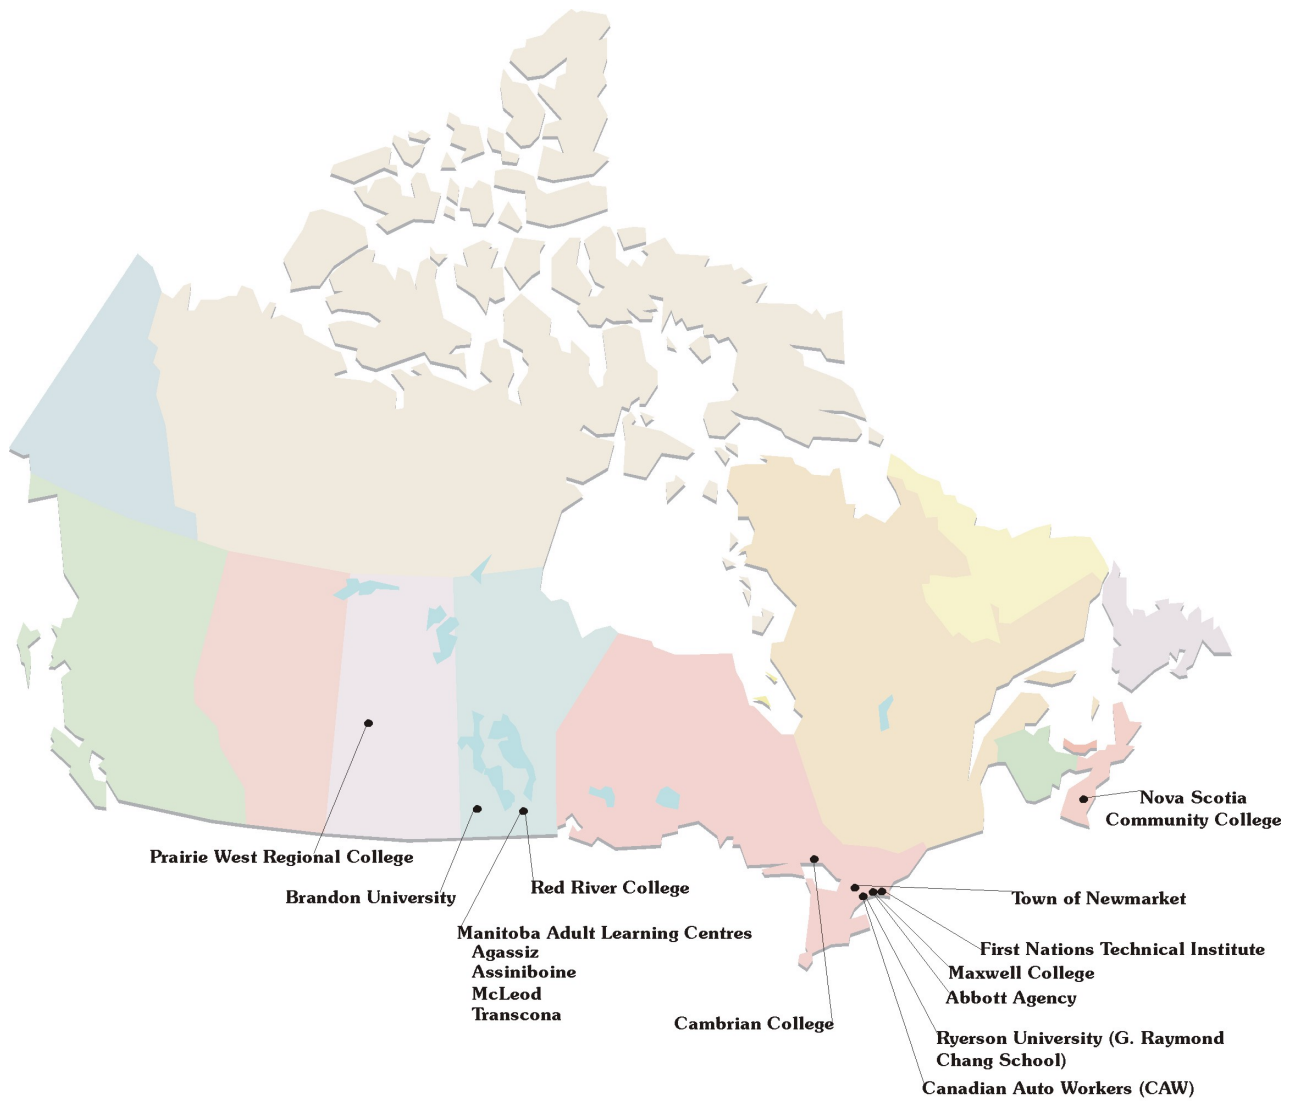 Nova Scotia
Community College
Prairie West Regional College
Brandon University
Red River College
Town of Newmarket
Manitoba Adult Learning Centres
Agassiz
Assiniboine
McLeod
Transcona
First Nations Technical Institute
Maxwell College
Abbott Agency
Cambrian College
Ryerson University (G. Raymond
Chang School)
Canadian Auto Workers (CAW)